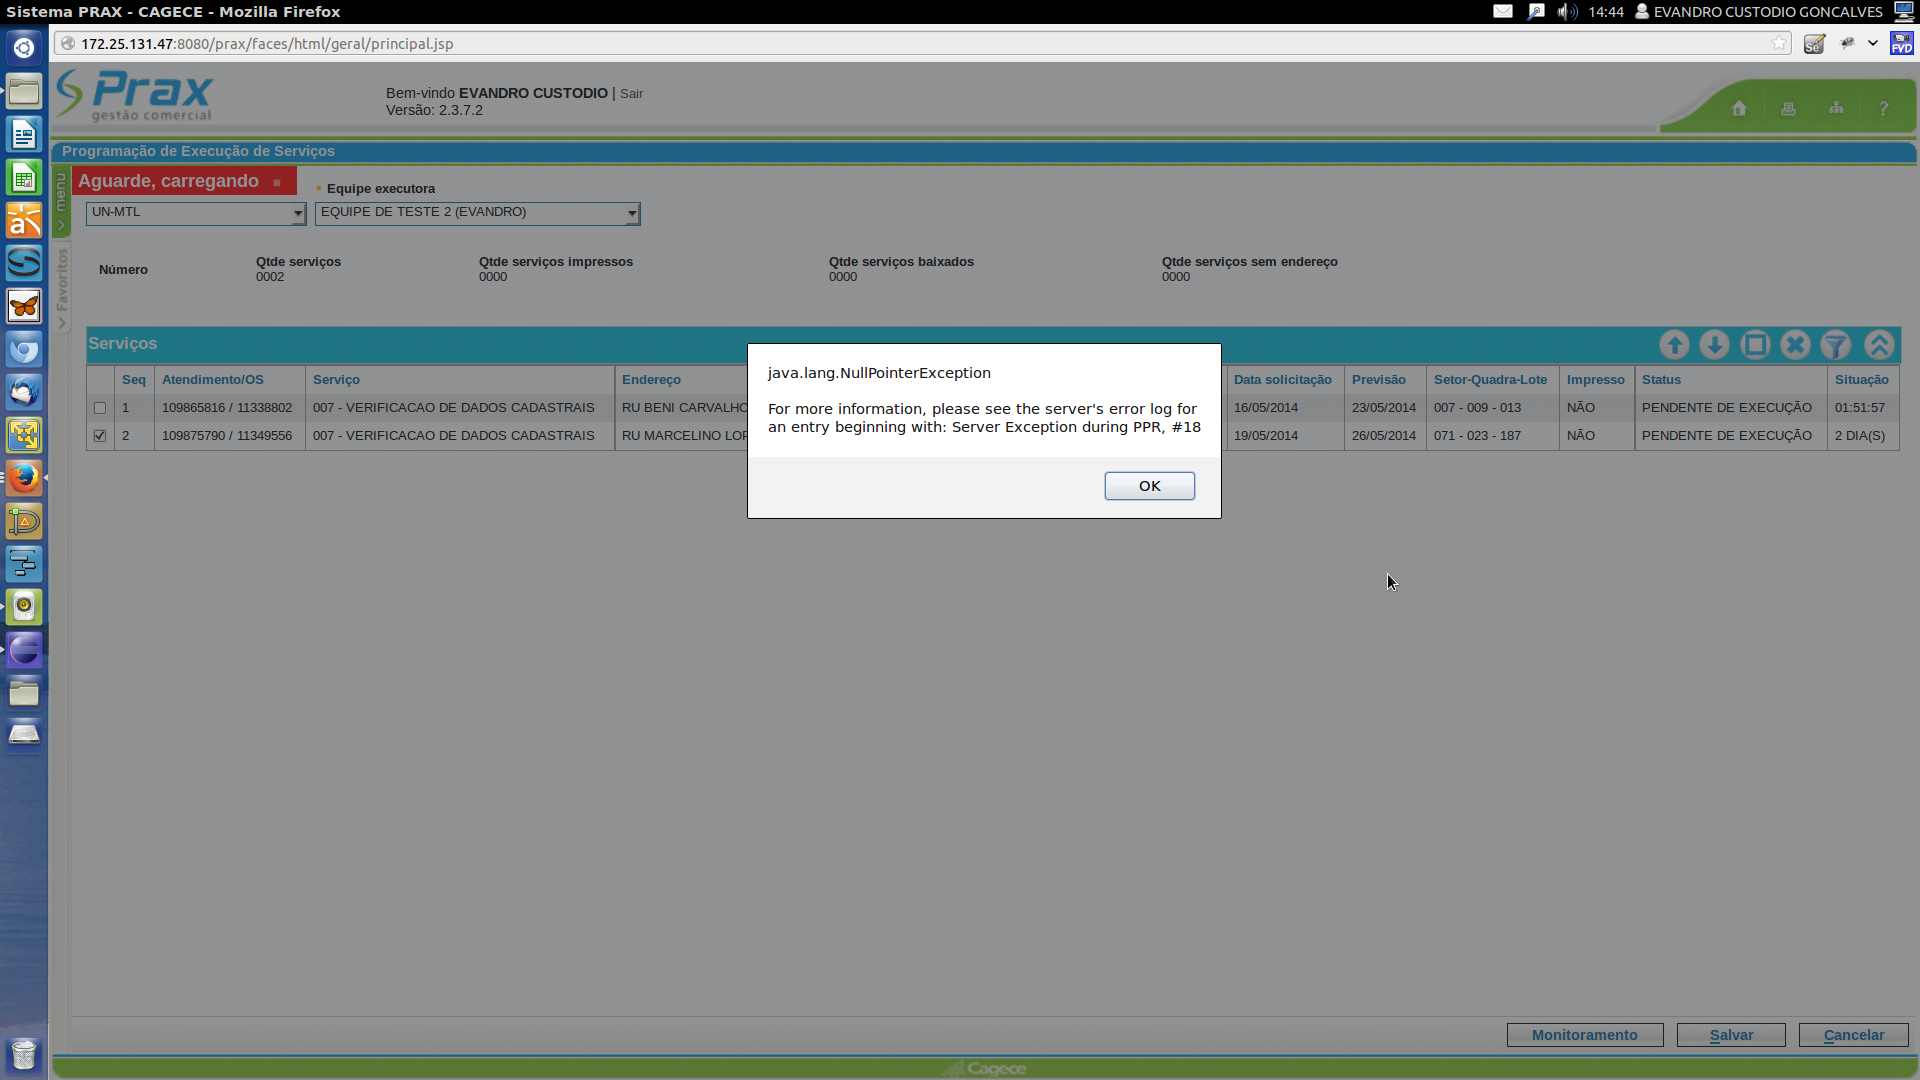 Sistema PRAX - CAGECE - Mozilla Firefox
14:44 EVANDRO CUSTODIO GONCALVES
172.25.131.47:8080/prax/faces/html/geral/principal.jsp
Se
FVD
Prax
gestão comercial
Bem-vindo EVANDRO CUSTODIO | Sair
Versão: 2.3.7.2
?
Programação de Execução de Serviços
menu
Favoritos
Aguarde, carregando
* Equipe executora
UN-MTL
EQUIPE DE TESTE 2 (EVANDRO)
Número
Qtde serviços
0002
Qtde serviços impressos
0000
Qtde serviços baixados
0000
Qtde serviços sem endereço
0000
Serviços
Seq Atendimento/OS Serviço Endereço Data solicitação Previsão Setor-Quadra-Lote Impresso Status Situação
1 109865816 / 11338802 007 - VERIFICACAO DE DADOS CADASTRAIS RU BENI CARVALHO 16/05/2014 23/05/2014 007 - 009 - 013 NÃO PENDENTE DE EXECUÇÃO 01:51:57
2 109875790 / 11349556 007 - VERIFICACAO DE DADOS CADASTRAIS RU MARCELINO LOP 19/05/2014 26/05/2014 071 - 023 - 187 NÃO PENDENTE DE EXECUÇÃO 2 DIA(S)
java.lang.NullPointerException
For more information, please see the server's error log for
an entry beginning with: Server Exception during PPR, #18
OK
Monitoramento
Salvar
Cancelar
Cagece